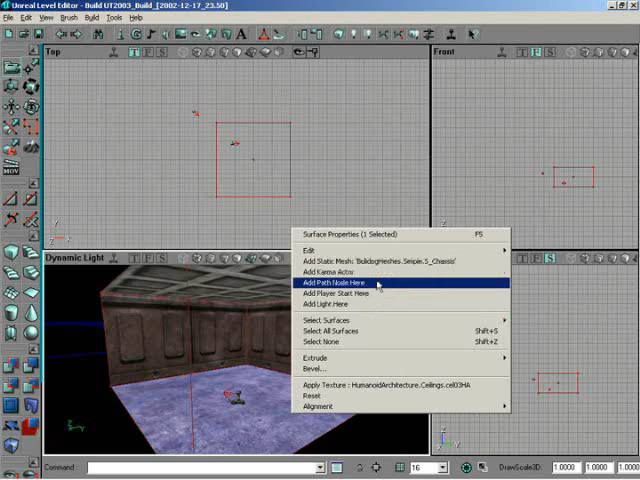 Unreal Level Editor - Build UT2003_Build_[2002-12-17_23.50]
File Edit View Brush Build Tools Help
Top
T F S
Front
T F S
MOV
Dynamic Light
T F S
Surface Properties (1 Selected) F5
Edit
Add Static Mesh: 'BulldogMeshes.Simple.S_Chassis'
Add Karma Actor
Add Path Node Here
Add Player Start Here
Add Light Here
Select Surfaces
Select All Surfaces Shift+S
Select None Shift+Z
Extrude
Bevel...
Apply Texture : HumanoidArchitecture.Ceilings.cel03HA
Reset
Alignment
Command : 16 DrawScale3D: 1.0000 1.0000 1.0000